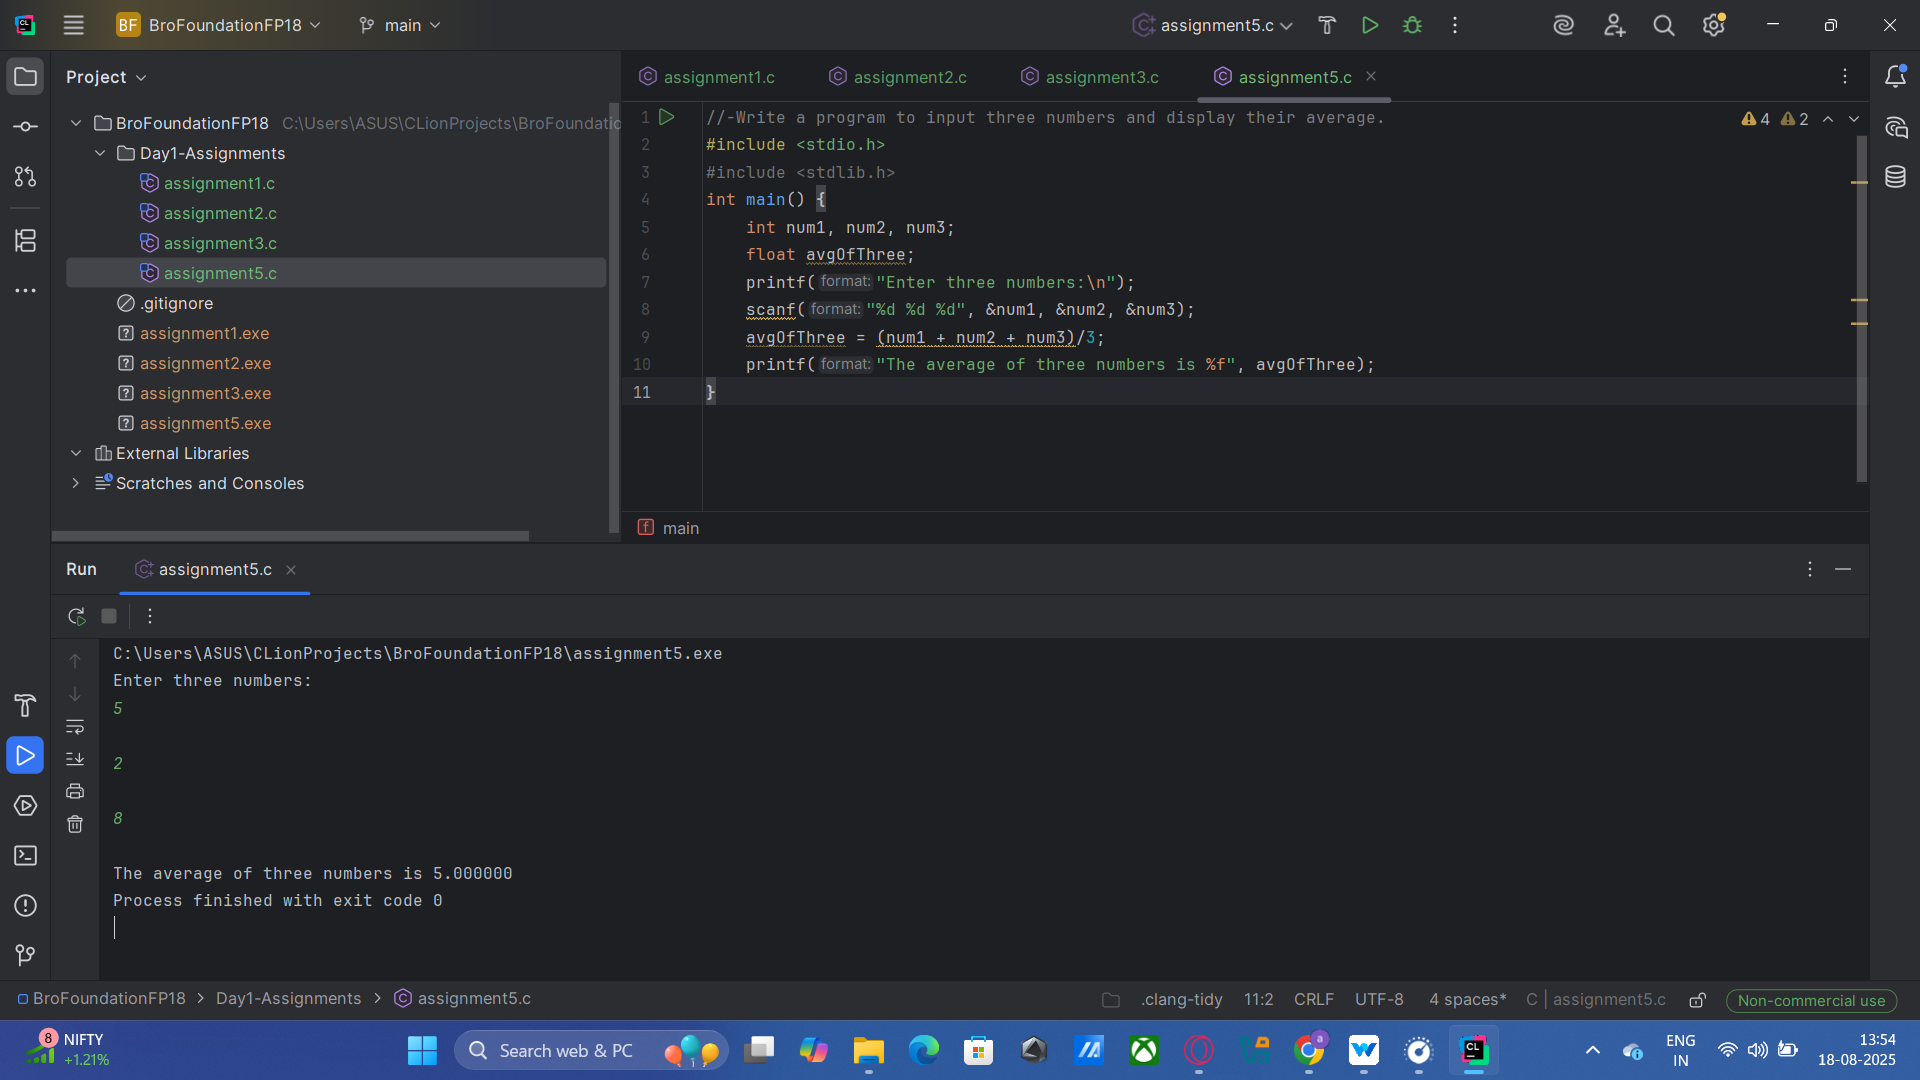 BF BroFoundationFP18 main assignment5.c
Project
BroFoundationFP18 C:\Users\ASUS\CLionProjects\BroFoundatio
Day1-Assignments
assignment1.c
assignment2.c
assignment3.c
assignment5.c
.gitignore
assignment1.exe
assignment2.exe
assignment3.exe
assignment5.exe
External Libraries
Scratches and Consoles
assignment1.c assignment2.c assignment3.c assignment5.c
4 2
1 //-Write a program to input three numbers and display their average.
2 #include <stdio.h>
3 #include <stdlib.h>
4 int main() {
5 int num1, num2, num3;
6 float avgOfThree;
7 printf( format: "Enter three numbers:\n");
8 scanf( format: "%d %d %d", &num1, &num2, &num3);
9 avgOfThree = (num1 + num2 + num3)/3;
10 printf( format: "The average of three numbers is %f", avgOfThree);
11 }
f main
Run assignment5.c
C:\Users\ASUS\CLionProjects\BroFoundationFP18\assignment5.exe
Enter three numbers:
5
2
8
The average of three numbers is 5.000000
Process finished with exit code 0
BroFoundationFP18 > Day1-Assignments > assignment5.c
.clang-tidy 11:2 CRLF UTF-8 4 spaces* C | assignment5.c Non-commercial use
8 NIFTY
+1.21%
Search web & PC
CL
ENG
IN
13:54
18-08-2025